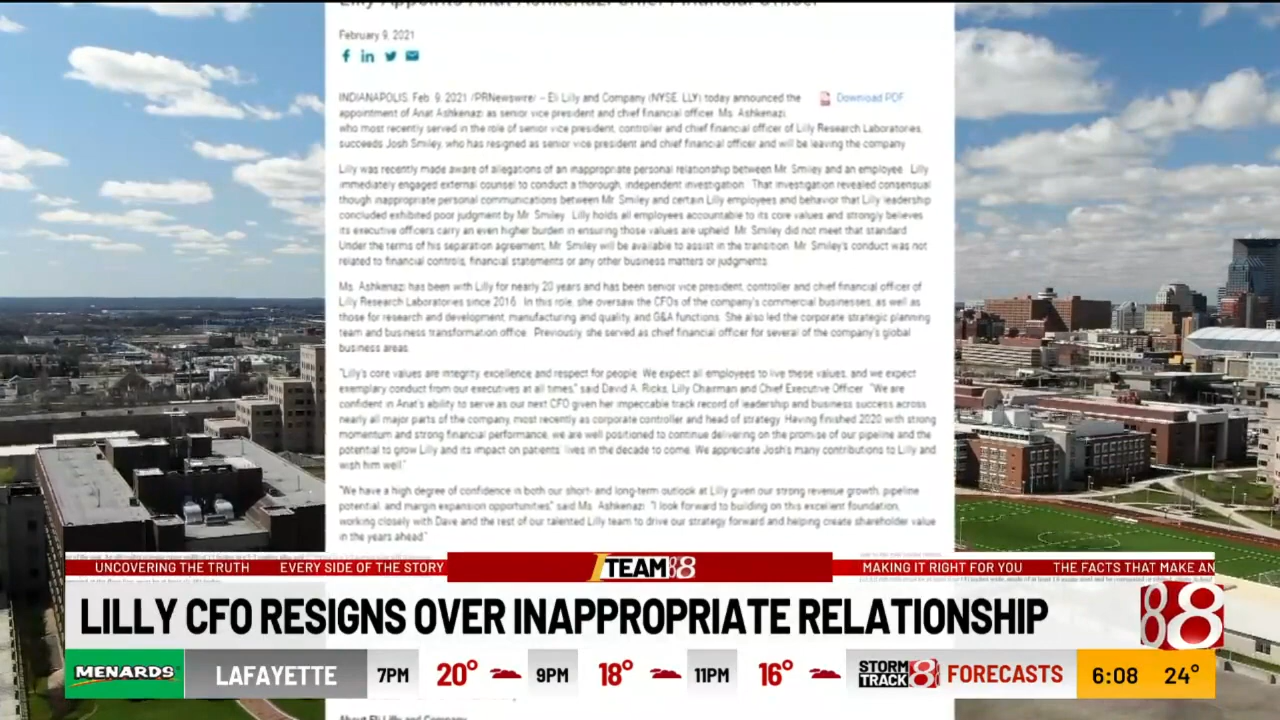 Lilly Appoints Anat Ashkenazi Chief Financial Officer
February 9, 2021
INDIANAPOLIS, Feb. 9, 2021 /PRNewswire/ -- Eli Lilly and Company (NYSE: LLY) today announced the
Download PDF
appointment of Anat Ashkenazi as senior vice president and chief financial officer. Ms. Ashkenazi,
who most recently served in the role of senior vice president, controller and chief financial officer of Lilly Research Laboratories,
succeeds Josh Smiley, who has resigned as senior vice president and chief financial officer and will be leaving the company.
Lilly was recently made aware of allegations of an inappropriate personal relationship between Mr. Smiley and an employee. Lilly
immediately engaged external counsel to conduct a thorough, independent investigation. That investigation revealed consensual
though inappropriate personal communications between Mr. Smiley and certain Lilly employees and behavior that Lilly leadership
concluded exhibited poor judgment by Mr. Smiley. Lilly holds all employees accountable to its core values and strongly believes
its executive officers carry an even higher burden in ensuring those values are upheld. Mr. Smiley did not meet that standard.
Under the terms of his separation agreement, Mr. Smiley will be available to assist in the transition. Mr. Smiley's conduct was not
related to financial controls, financial statements or any other business matters or judgments.
Ms. Ashkenazi has been with Lilly for nearly 20 years and has been senior vice president, controller and chief financial officer of
Lilly Research Laboratories since 2016. In this role, she oversaw the CFOs of the company's commercial businesses, as well as
those for research and development, manufacturing and quality, and G&A functions. She also led the corporate strategic planning
team and business transformation office. Previously, she served as chief financial officer for several of the company's global
business areas.
"Lilly's core values are integrity, excellence and respect for people. We expect all employees to live these values, and we expect
exemplary conduct from our executives at all times," said David A. Ricks, Lilly Chairman and Chief Executive Officer. "We are
confident in Anat's ability to serve as our next CFO given her impeccable track record of leadership and business success across
nearly all major parts of the company, most recently as corporate controller and head of strategy. Having finished 2020 with strong
momentum and strong financial performance, we are well positioned to continue delivering on the promise of our pipeline and the
potential to grow Lilly and its impact on patients' lives in the decade to come. We appreciate Josh's many contributions to Lilly and
wish him well."
"We have a high degree of confidence in both our short- and long-term outlook at Lilly given our strong revenue growth, pipeline
potential, and margin expansion opportunities," said Ms. Ashkenazi. "I look forward to building on this excellent foundation,
working closely with Dave and the rest of our talented Lilly team to drive our strategy forward and helping create shareholder value
in the years ahead."
UNCOVERING THE TRUTH EVERY SIDE OF THE STORY
I TEAM 8
MAKING IT RIGHT FOR YOU THE FACTS THAT MAKE AN
LILLY CFO RESIGNS OVER INAPPROPRIATE RELATIONSHIP
8
MENARDS LAFAYETTE 7PM 20° 9PM 18° 11PM 16° STORM TRACK 8 FORECASTS 6:08 24°
About Eli Lilly and Company